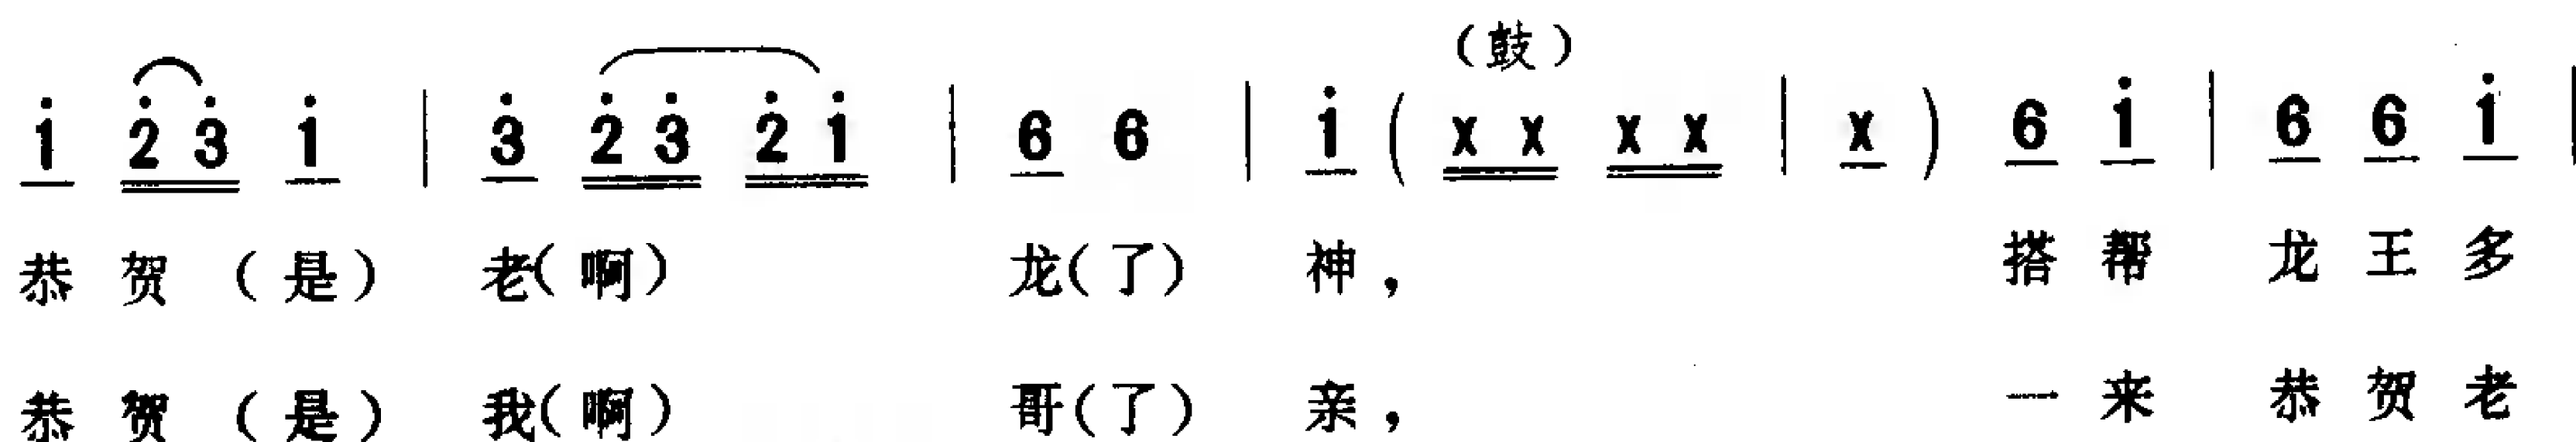 （鼓）
i 2̇ 3̇ i | 3̇ 2̇ 3̇ 2̇ i | 6 6 | i ( x x x x | x ) 6 i | 6 6 i |
恭 贺 （是） 老（啊） 龙（了） 神， 搭 帮 龙 王 多
恭 贺 （是） 我（啊） 哥（了） 亲， 一 来 恭 贺 老